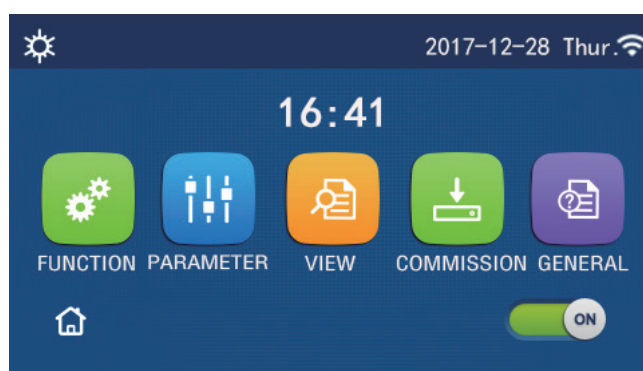 2017-12-28 Thur.
16:41
FUNCTION PARAMETER VIEW COMMISSION GENERAL
ON